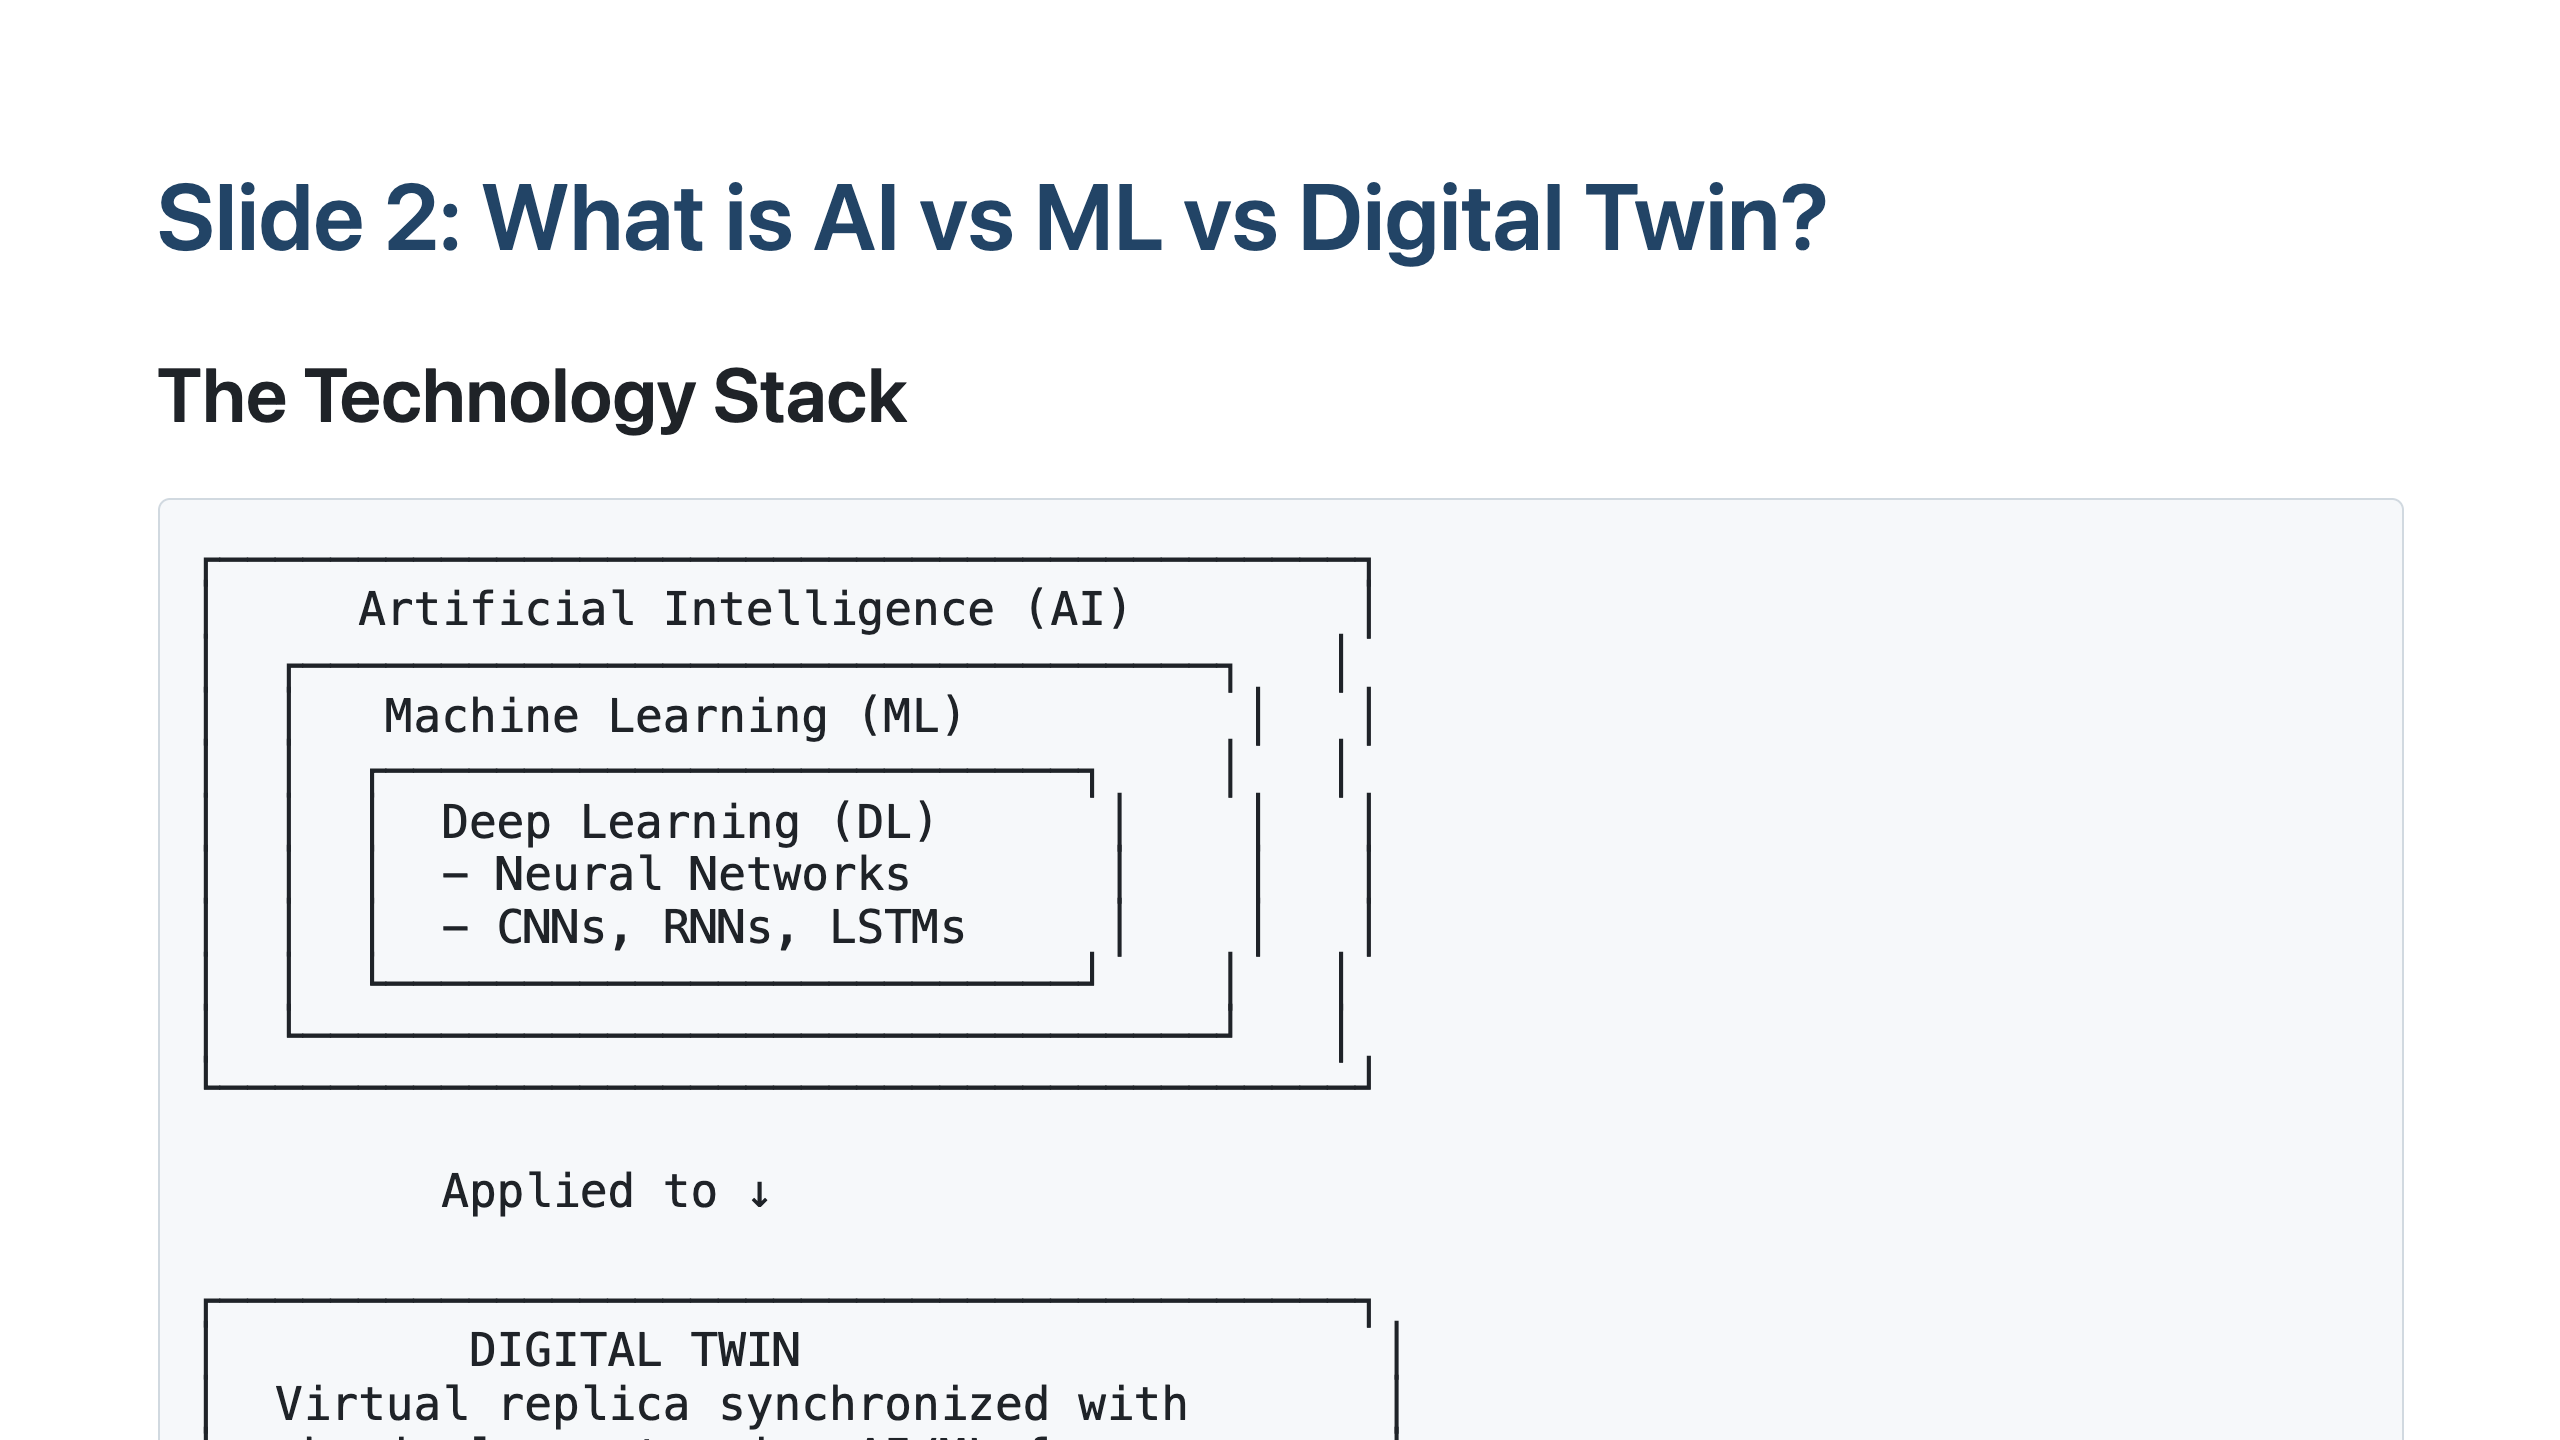 Slide 2: What is AI vs ML vs Digital Twin?
The Technology Stack
Artificial Intelligence (AI)
Machine Learning (ML)
Deep Learning (DL)
- Neural Networks
- CNNs, RNNs, LSTMs
Applied to ↓
DIGITAL TWIN
Virtual replica synchronized with